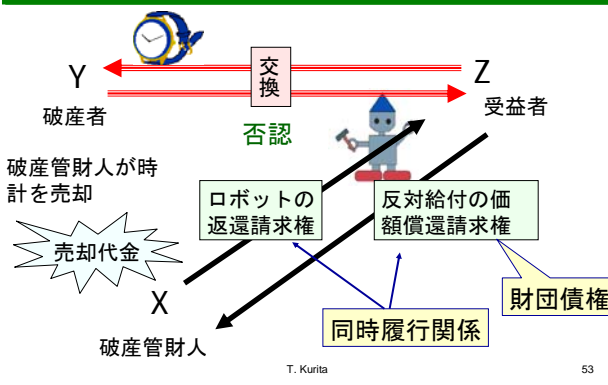 Y
交
換
Z
破産者
受益者
否認
破産管財人が時
計を売却
ロボットの
返還請求権
反対給付の価
額償還請求権
売却代金
X
財団債権
同時履行関係
破産管財人
T. Kurita
53